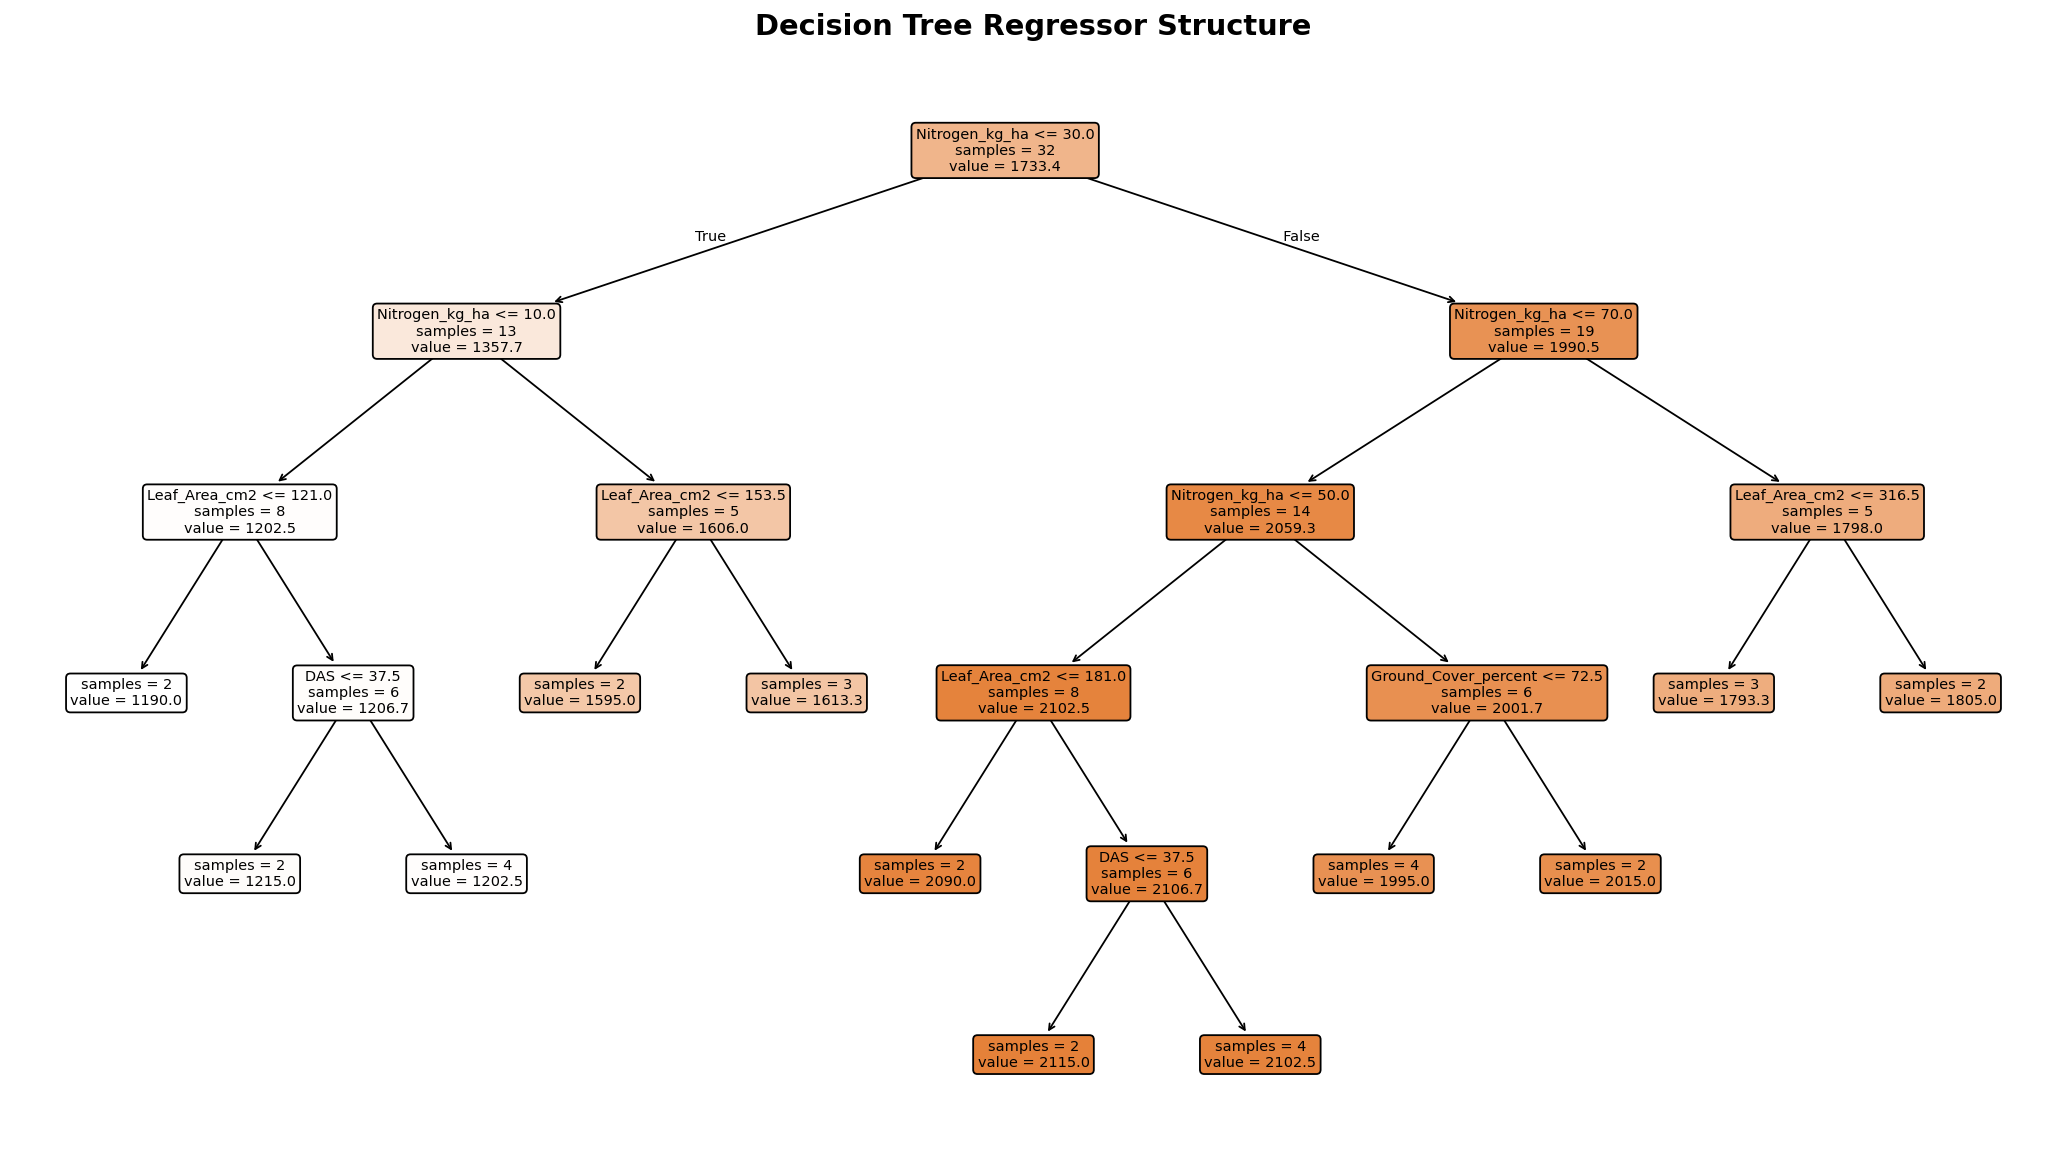 Decision Tree Regressor Structure
Nitrogen_kg_ha <= 30.0
samples = 32
value = 1733.4
True
False
Nitrogen_kg_ha <= 10.0
samples = 13
value = 1357.7
Nitrogen_kg_ha <= 70.0
samples = 19
value = 1990.5
Leaf_Area_cm2 <= 121.0
samples = 8
value = 1202.5
Leaf_Area_cm2 <= 153.5
samples = 5
value = 1606.0
Nitrogen_kg_ha <= 50.0
samples = 14
value = 2059.3
Leaf_Area_cm2 <= 316.5
samples = 5
value = 1798.0
samples = 2
value = 1190.0
DAS <= 37.5
samples = 6
value = 1206.7
samples = 2
value = 1595.0
samples = 3
value = 1613.3
Leaf_Area_cm2 <= 181.0
samples = 8
value = 2102.5
Ground_Cover_percent <= 72.5
samples = 6
value = 2001.7
samples = 3
value = 1793.3
samples = 2
value = 1805.0
samples = 2
value = 1215.0
samples = 4
value = 1202.5
samples = 2
value = 2090.0
DAS <= 37.5
samples = 6
value = 2106.7
samples = 4
value = 1995.0
samples = 2
value = 2015.0
samples = 2
value = 2115.0
samples = 4
value = 2102.5